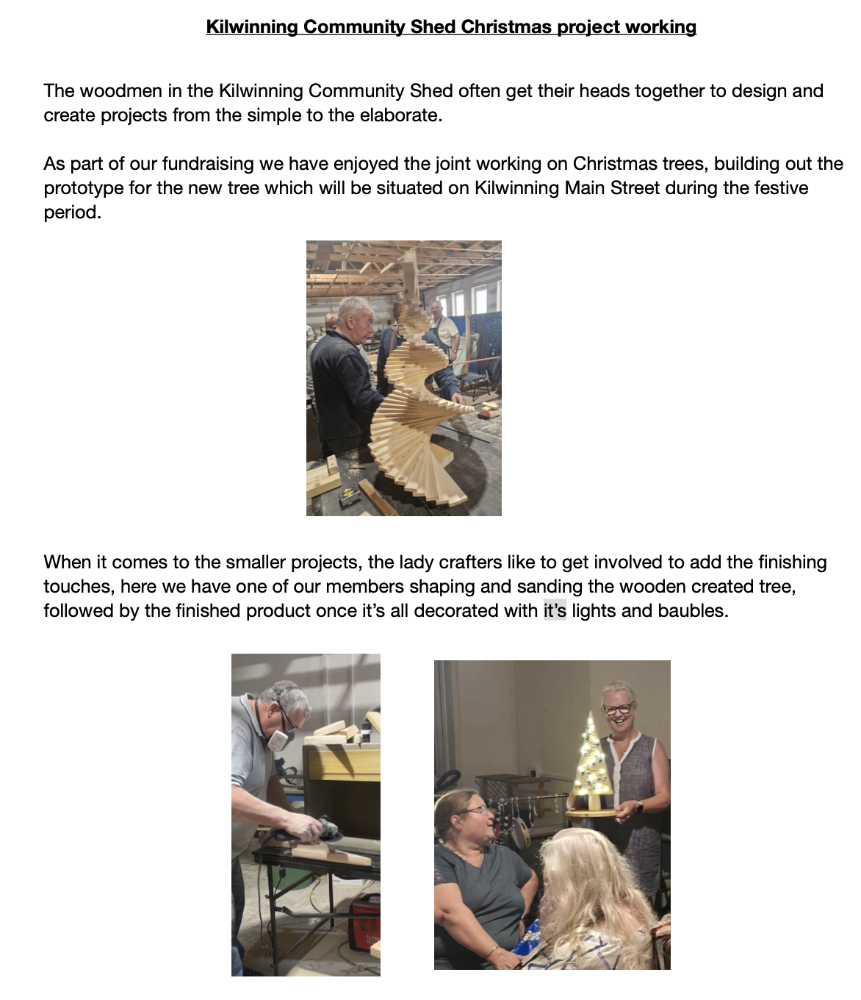 Kilwinning Community Shed Christmas project working
The woodmen in the Kilwinning Community Shed often get their heads together to design and
create projects from the simple to the elaborate.
As part of our fundraising we have enjoyed the joint working on Christmas trees, building out the
prototype for the new tree which will be situated on Kilwinning Main Street during the festive
period.
When it comes to the smaller projects, the lady crafters like to get involved to add the finishing
touches, here we have one of our members shaping and sanding the wooden created tree,
followed by the finished product once it’s all decorated with it’s lights and baubles.